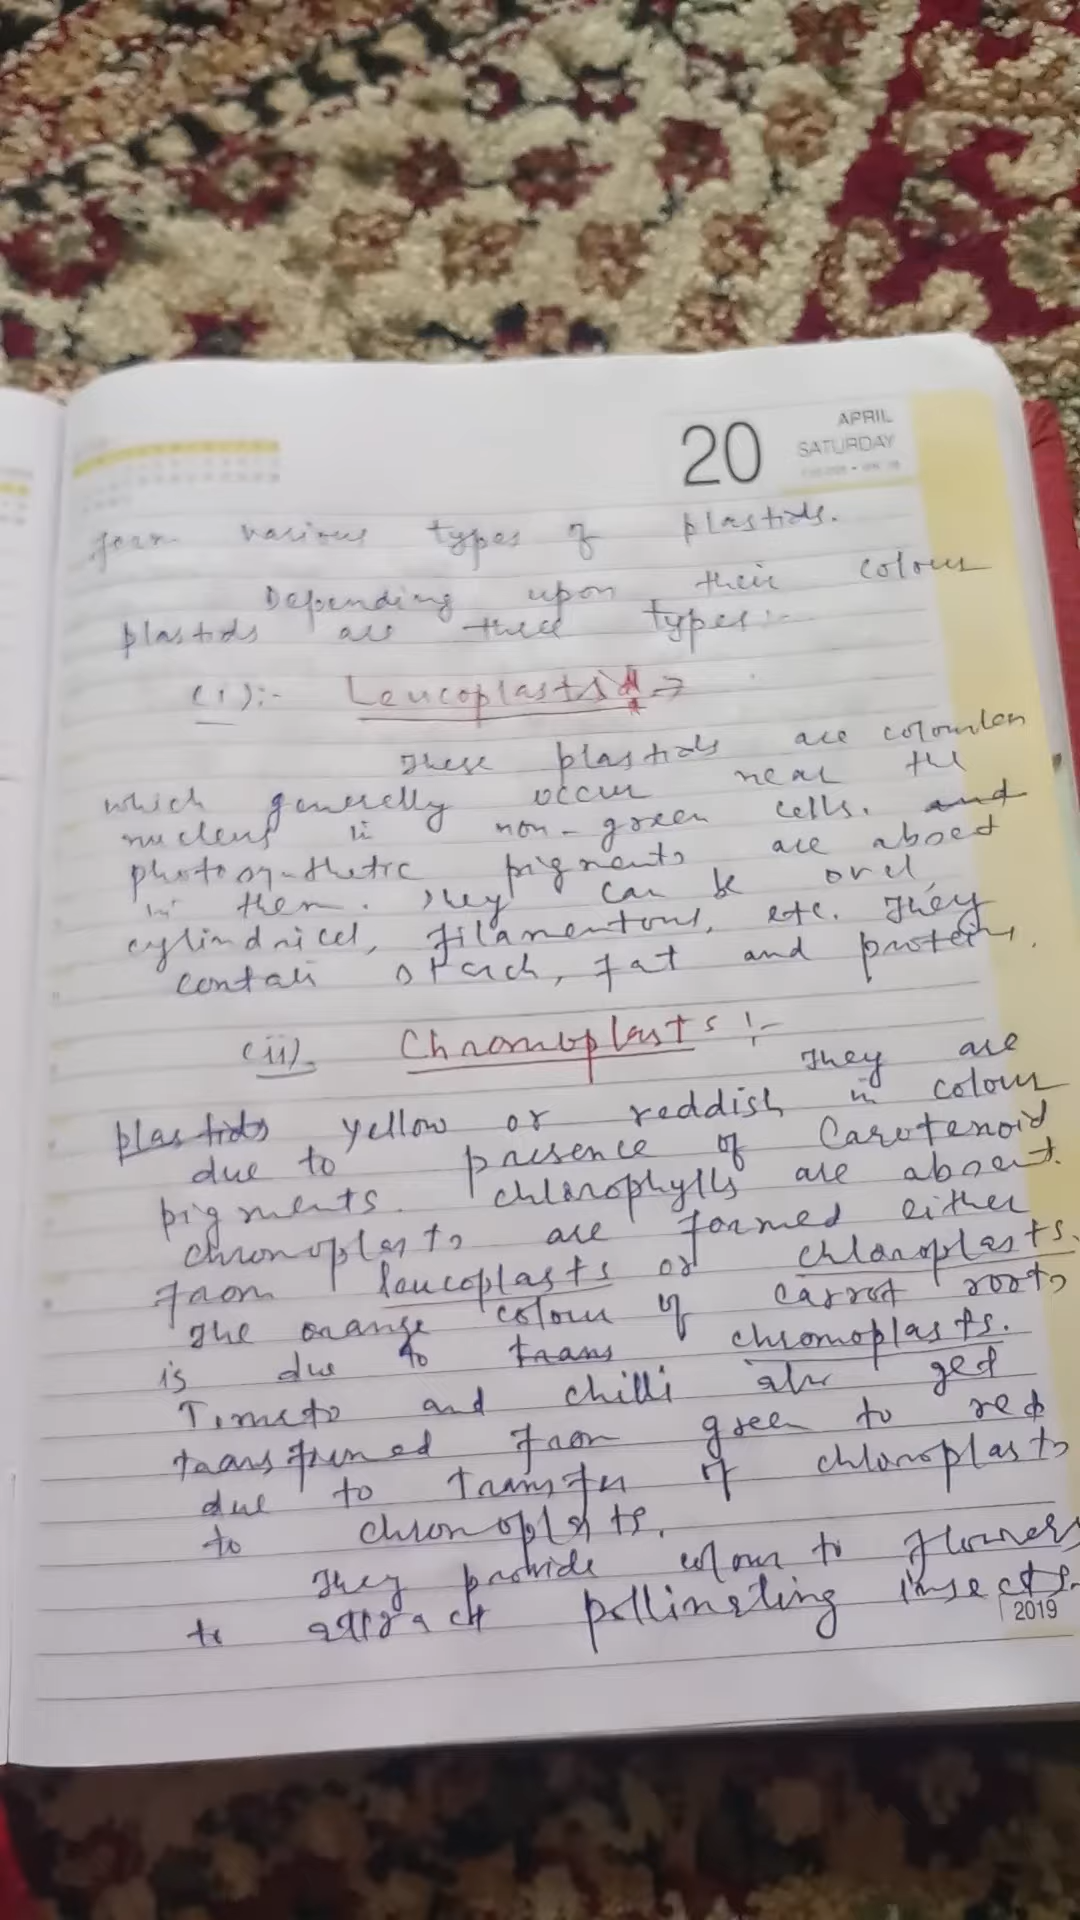 20
APRIL
SATURDAY
form various types of plastids.
Depending upon their colour
plastids are three types:-
(i):- Leucoplasts
These plastids are colourless
which generally occur near the
nucleus in non-green cells. and
photosynthetic pigments are absent
in them. They can be oval
cylindrical, filamentous, etc. They
contain starch, fat and proteins.
(ii). Chromoplasts :-
They are
plastids yellow or reddish in colour
due to presence of Carotenoid
pigments. chlorophylls are absent.
chromoplasts are formed either
from leucoplasts or chloroplasts.
The orange colour of carrot roots
is due to trans chromoplasts.
Tomato and chilli also get
transformed from green to red
due to transfer of chloroplasts
to chromoplasts.
They provide colour to flowers
to attract pollinating insects.
2019